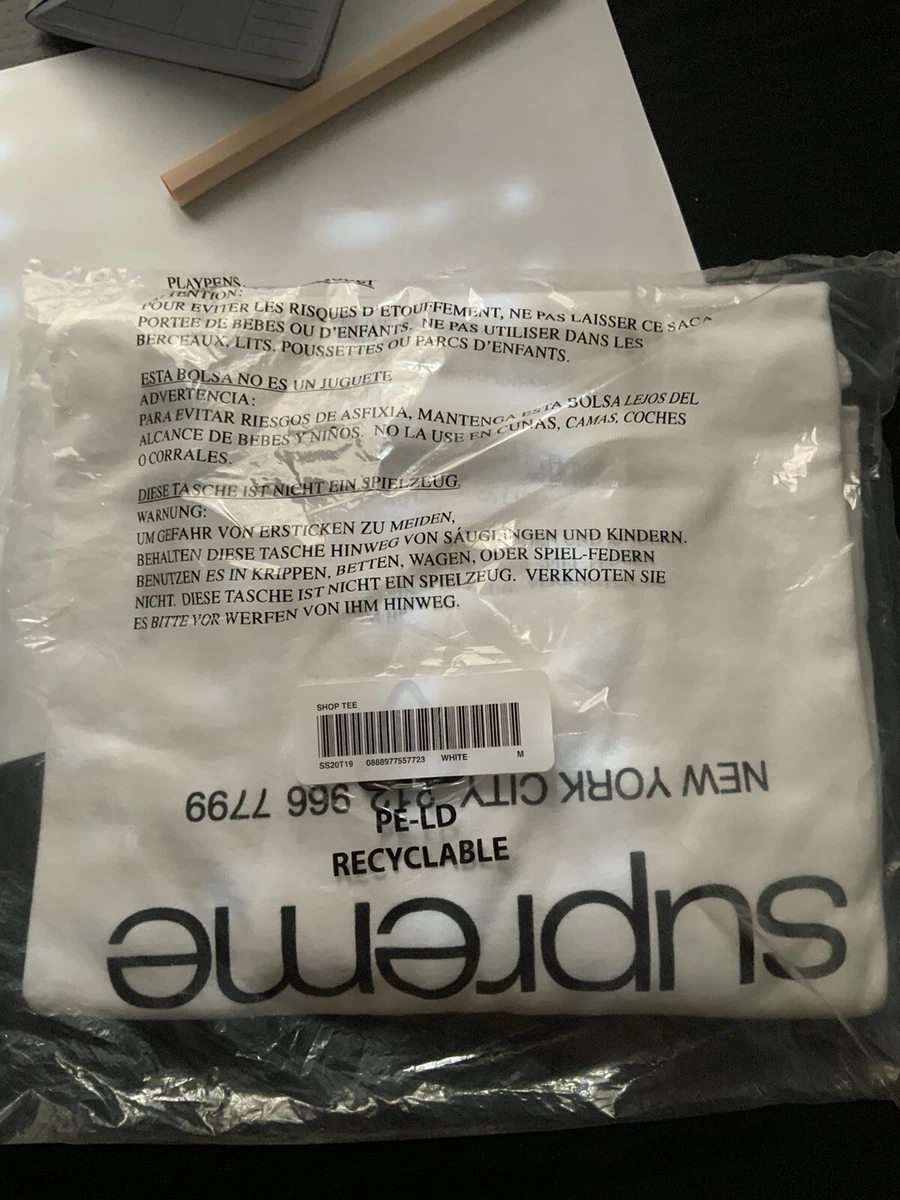 PLAYPENS.
POUR EVITER LES RISQUES D'ETOUFFEMENT, NE PAS LAISSER CE SAC A
PORTEE DE BEBES OU D'ENFANTS. NE PAS UTILISER DANS LES
BERCEAUX, LITS, POUSSETTES OU PARCS D'ENFANTS.
ESTA BOLSA NO ES UN JUGUETE
ADVERTENCIA:
PARA EVITAR RIESGOS DE ASFIXIA, MANTENGA ESTA BOLSA LEJOS DEL
ALCANCE DE BEBES Y NIÑOS. NO LA USE EN CUNAS, CAMAS, COCHES
O CORRALES.
DIESE TASCHE IST NICHT EIN SPIELZEUG.
WARNUNG:
UM GEFAHR VON ERSTICKEN ZU MEIDEN,
BEHALTEN DIESE TASCHE HINWEG VON SÁUGLINGEN UND KINDERN.
BENUTZEN ES IN KRIPPEN, BETTEN, WAGEN, ODER SPIEL-FEDERN
NICHT. DIESE TASCHE IST NICHT EIN SPIELZEUG. VERKNOTEN SIE
ES BITTE VOR WERFEN VON IHM HINWEG.
SHOP TEE
SS20T19 0888977557723 WHITE M
NEW YORK CITY 212 966 7799
PE-LD
RECYCLABLE
supreme